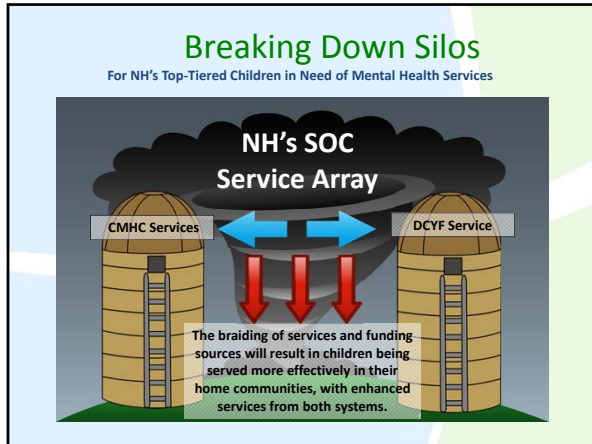 Breaking Down Silos
For NH's Top-Tiered Children in Need of Mental Health Services
NH's SOC
Service Array
CMHC Services
DCYF Service
The braiding of services and funding
sources will result in children being
served more effectively in their
home communities, with enhanced
services from both systems.